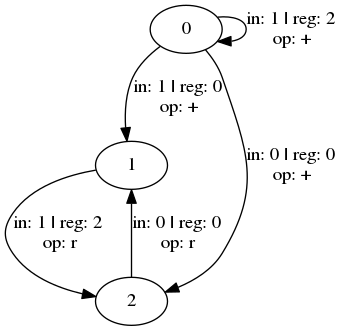 0
in: 1 | reg: 2
op: +
in: 1 | reg: 0
op: +
in: 0 | reg: 0
op: +
1
in: 1 | reg: 2
op: r
in: 0 | reg: 0
op: r
2